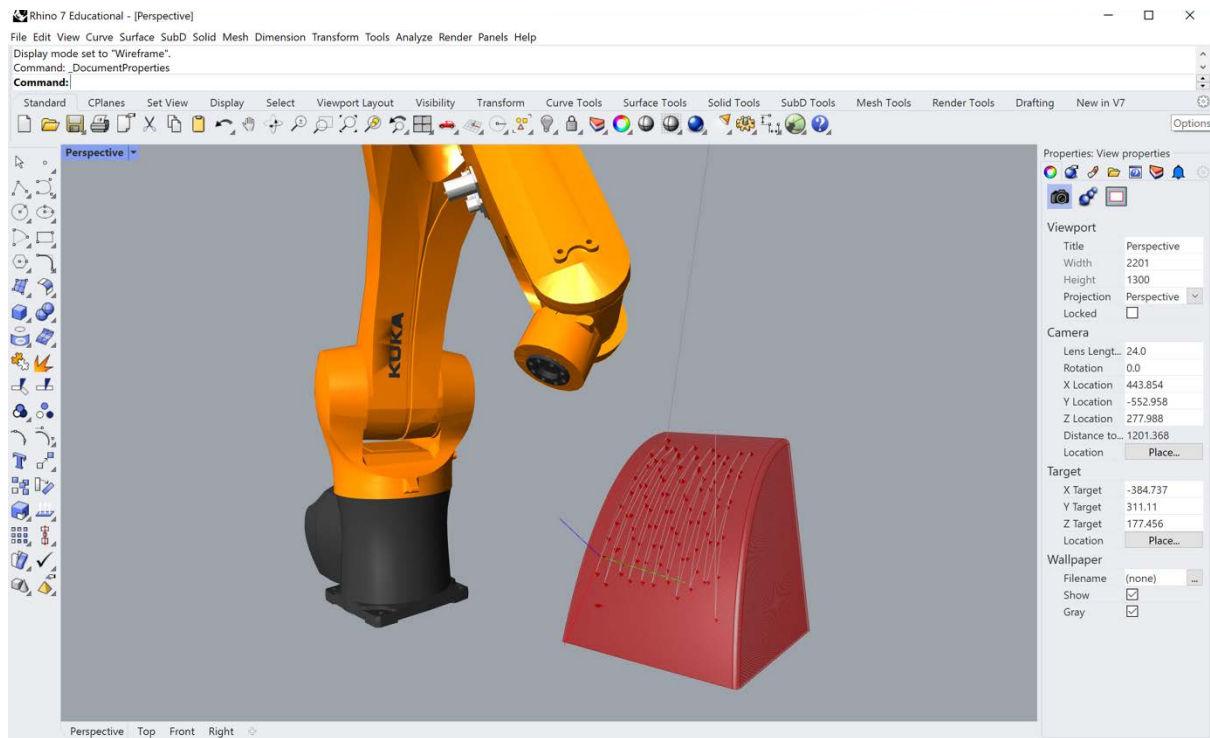 Rhino 7 Educational - [Perspective]
File Edit View Curve Surface SubD Solid Mesh Dimension Transform Tools Analyze Render Panels Help
Display mode set to "Wireframe".
Command: _DocumentProperties
Command:
Standard CPlanes Set View Display Select Viewport Layout Visibility Transform Curve Tools Surface Tools Solid Tools SubD Tools Mesh Tools Render Tools Drafting New in V7
Options
Perspective
KUKA
Properties: View properties
Viewport
Title Perspective
Width 2201
Height 1300
Projection Perspective
Locked
Camera
Lens Lengt... 24.0
Rotation 0.0
X Location 443.854
Y Location -552.958
Z Location 277.988
Distance to... 1201.368
Location Place...
Target
X Target -384.737
Y Target 311.11
Z Target 177.456
Location Place...
Wallpaper
Filename (none) ...
Show
Gray
Perspective Top Front Right